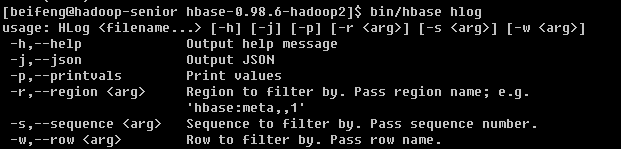 [beifeng@hadoop-senior hbase-0.98.6-hadoop2]$ bin/hbase hlog
usage: HLog <filename...> [-h] [-j] [-p] [-r <arg>] [-s <arg>] [-w <arg>]
-h,--help Output help message
-j,--json Output JSON
-p,--printvals Print values
-r,--region <arg> Region to filter by. Pass region name; e.g.
'hbase:meta,,1'
-s,--sequence <arg> Sequence to filter by. Pass sequence number.
-w,--row <arg> Row to filter by. Pass row name.